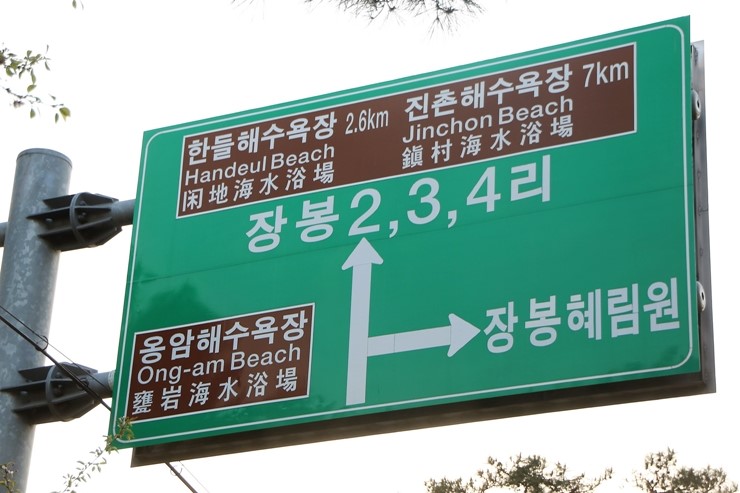 한들해수욕장 2.6km
Handeul Beach
闲地海水浴場
진촌해수욕장 7km
Jinchon Beach
鎭村海水浴場
장봉2,3,4리
옹암해수욕장
Ong-am Beach
甕岩海水浴場
장봉혜림원